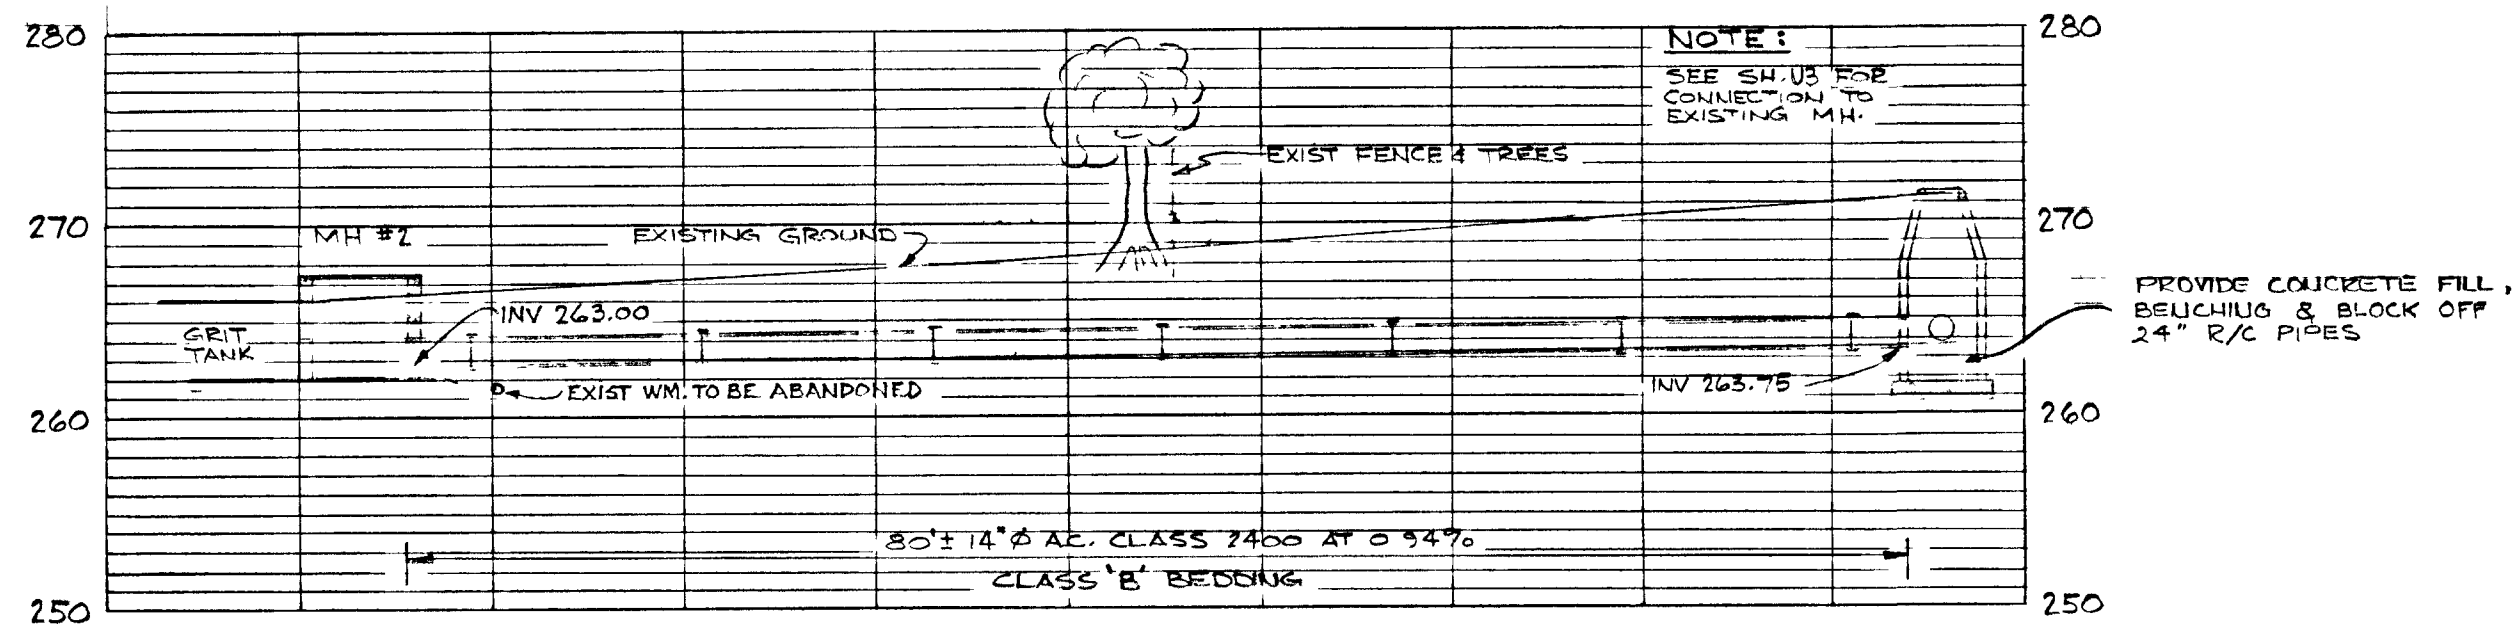 280
280
NOTE:
SEE SH. U3 FOR
CONNECTION TO
EXISTING MH.
EXIST FENCE & TREES
270
270
MH #2
EXISTING GROUND
INV 263.00
GRIT
TANK
PROVIDE CONCRETE FILL,
BENCHING & BLOCK OFF
24" R/C PIPES
EXIST WM. TO BE ABANDONED
INV 263.75
260
260
80'± 14"Ø A.C. CLASS 2400 AT 0.94%
CLASS 'B' BEDDING
250
250